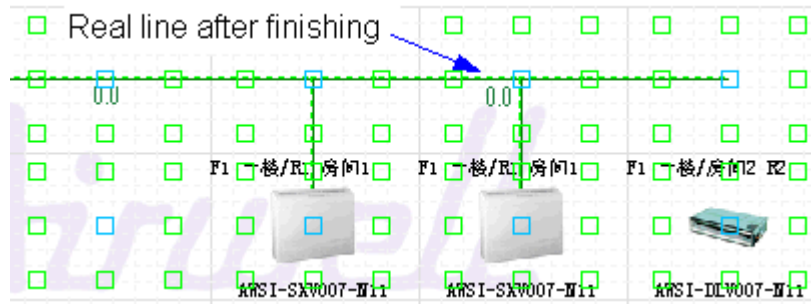 Real line after finishing
0.0
0.0
F1 一楼/R1 房间1
F1 一楼/R1 房间1
F1 一楼/房间2 R2
AWSI-SXV007-N11
AWSI-SXV007-N11
AWSI-DLV007-N11